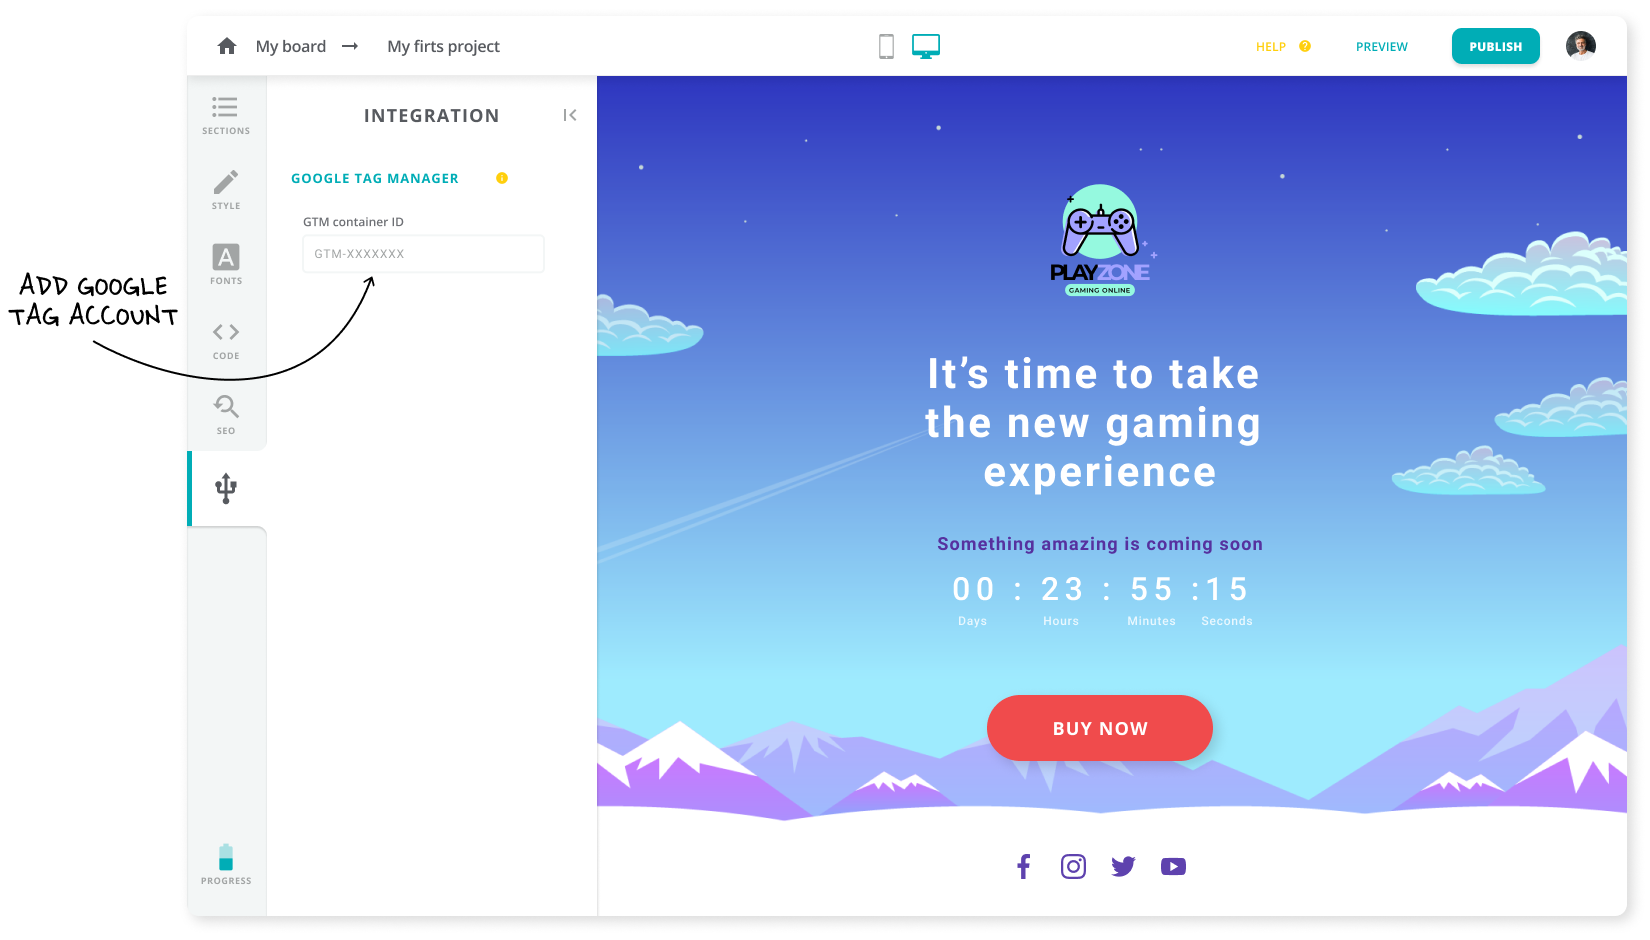 My board
My firts project
HELP
PREVIEW
PUBLISH
SECTIONS
STYLE
FONTS
CODE
SEO
PROGRESS
INTEGRATION
GOOGLE TAG MANAGER
GTM container ID
GTM-XXXXXXX
ADD GOOGLE
TAG ACCOUNT
PLAYZONE
GAMING ONLINE
It’s time to take
the new gaming
experience
Something amazing is coming soon
00 : 23 : 55 :15
Days Hours Minutes Seconds
BUY NOW